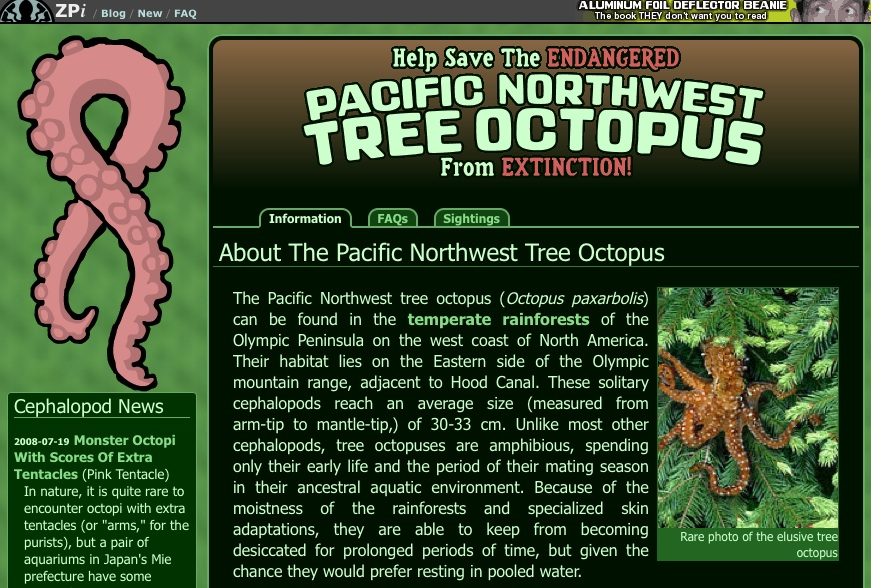 ZPi / Blog / New / FAQ
ALUMINUM FOIL DEFLECTOR BEANIE
The book THEY don't want you to read
Help Save The ENDANGERED
PACIFIC NORTHWEST
TREE OCTOPUS
From EXTINCTION!
Information
FAQs
Sightings
About The Pacific Northwest Tree Octopus
The Pacific Northwest tree octopus (Octopus paxarbolis)
can be found in the temperate rainforests of the
Olympic Peninsula on the west coast of North America.
Their habitat lies on the Eastern side of the Olympic
mountain range, adjacent to Hood Canal. These solitary
cephalopods reach an average size (measured from
arm-tip to mantle-tip,) of 30-33 cm. Unlike most other
cephalopods, tree octopuses are amphibious, spending
only their early life and the period of their mating season
in their ancestral aquatic environment. Because of the
moistness of the rainforests and specialized skin
adaptations, they are able to keep from becoming
desiccated for prolonged periods of time, but given the
chance they would prefer resting in pooled water.
Rare photo of the elusive tree
octopus
Cephalopod News
2008-07-19 Monster Octopi
With Scores Of Extra
Tentacles (Pink Tentacle)
In nature, it is quite rare to
encounter octopi with extra
tentacles (or "arms," for the
purists), but a pair of
aquariums in Japan's Mie
prefecture have some